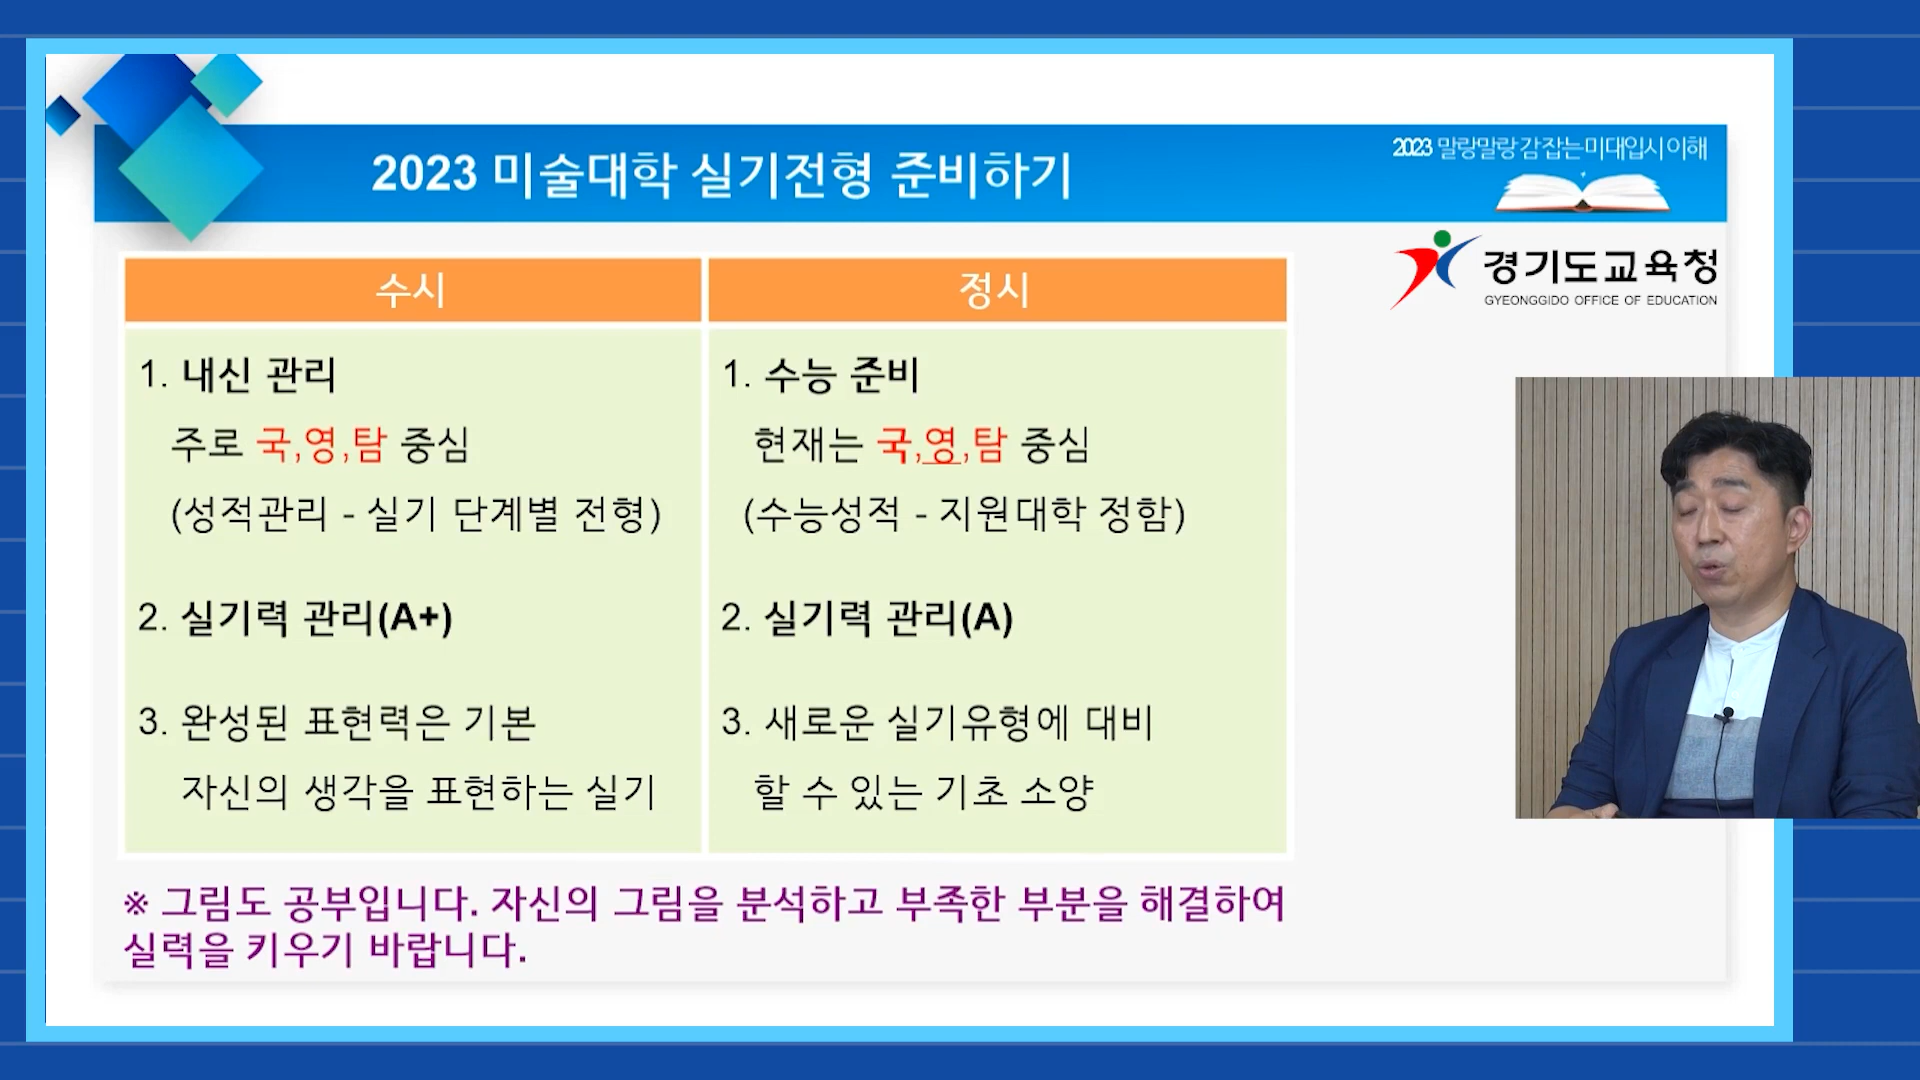 2023 미술대학 실기전형 준비하기
2023 말랑말랑 감 잡는 미대입시 이해
경기도교육청
GYEONGGIDO OFFICE OF EDUCATION
수시
1. 내신 관리
주로 국,영,탐 중심
(성적관리 - 실기 단계별 전형)
2. 실기력 관리(A+)
3. 완성된 표현력은 기본
자신의 생각을 표현하는 실기
정시
1. 수능 준비
현재는 국,영,탐 중심
(수능성적 - 지원대학 정함)
2. 실기력 관리(A)
3. 새로운 실기유형에 대비
할 수 있는 기초 소양
※ 그림도 공부입니다. 자신의 그림을 분석하고 부족한 부분을 해결하여
실력을 키우기 바랍니다.